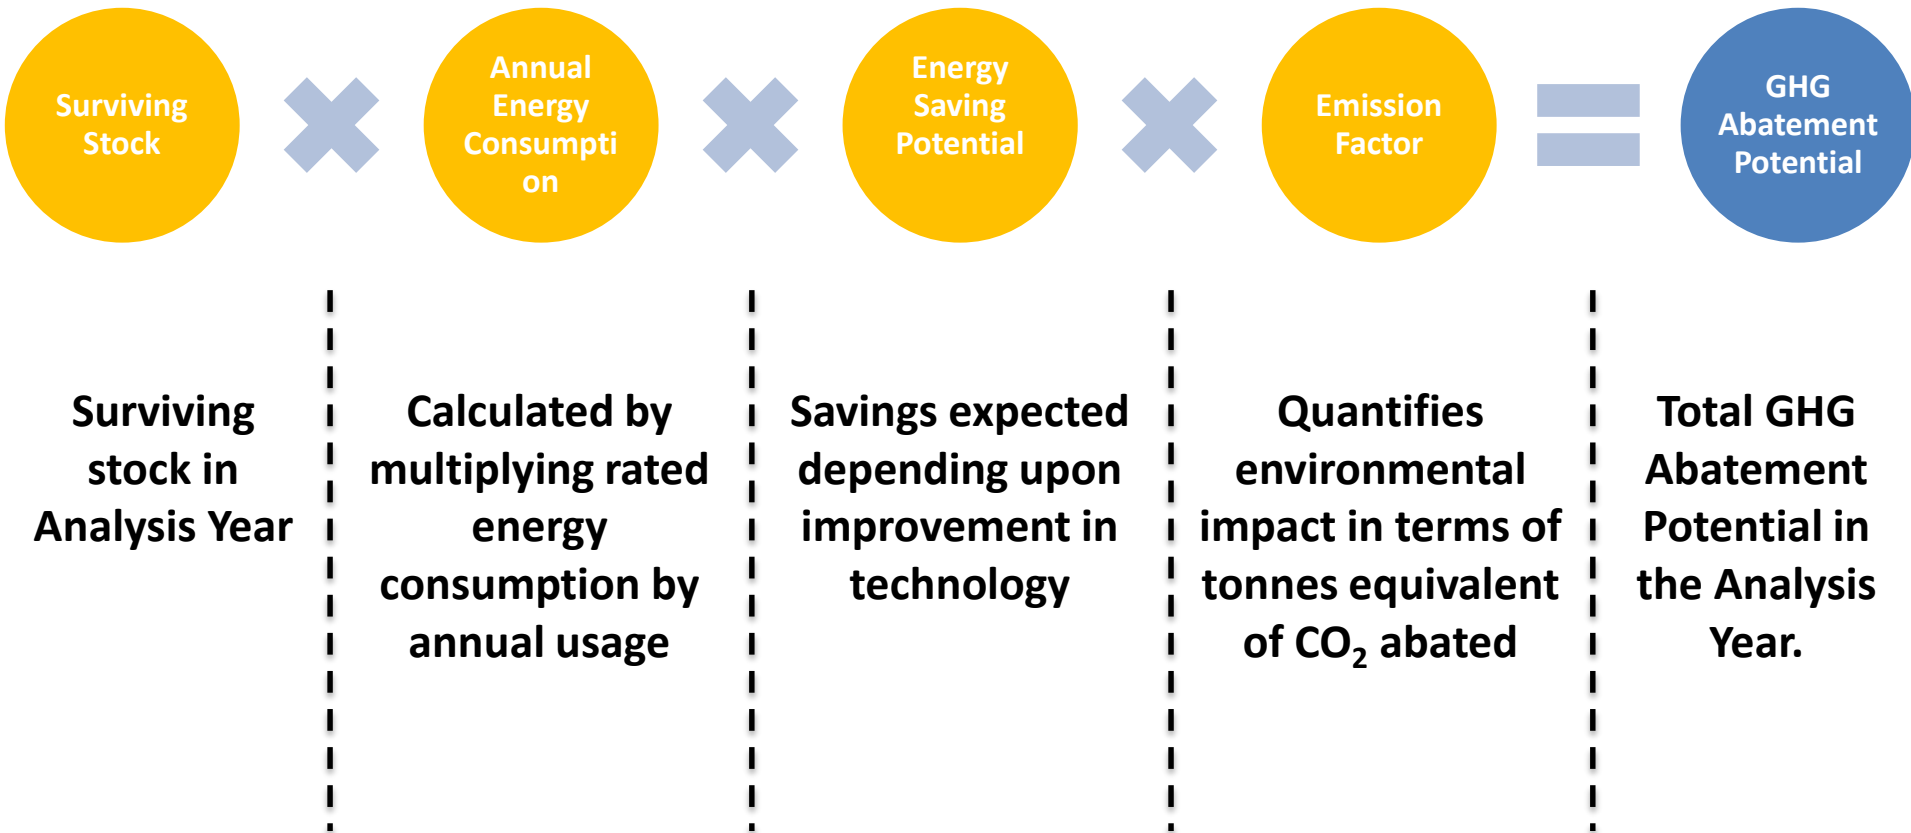 Surviving
Stock
Annual
Energy
Consumpti
on
Energy
Saving
Potential
Emission
Factor
GHG
Abatement
Potential
Surviving
stock in
Analysis Year
Calculated by
multiplying rated
energy
consumption by
annual usage
Savings expected
depending upon
improvement in
technology
Quantifies
environmental
impact in terms of
tonnes equivalent
of CO₂ abated
Total GHG
Abatement
Potential in
the Analysis
Year.